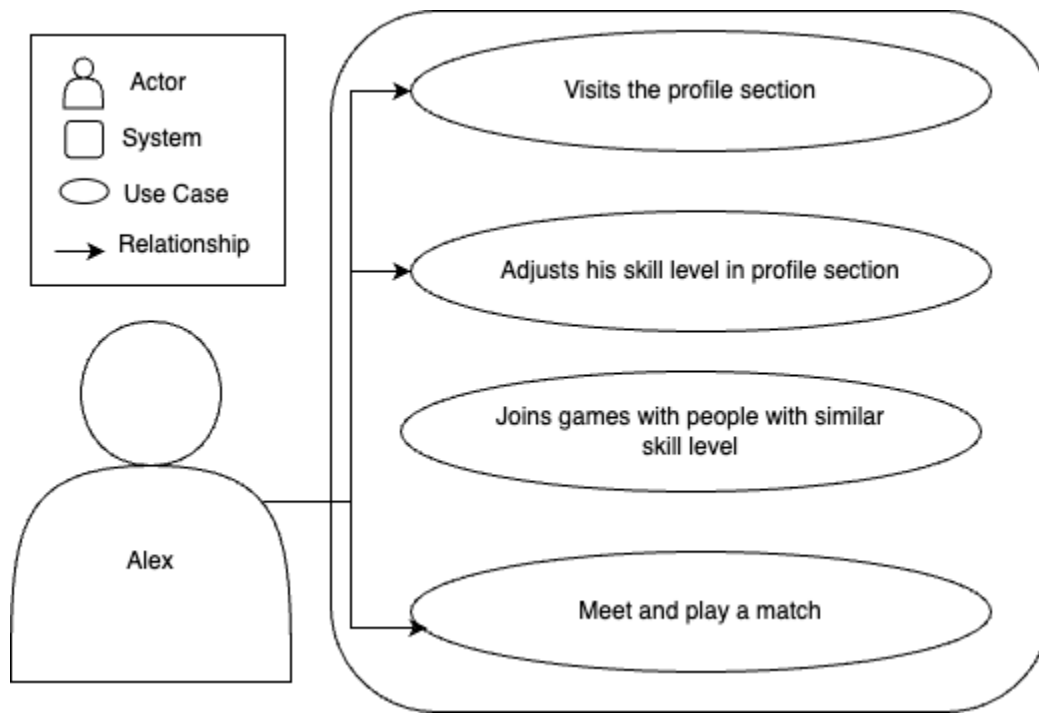 Actor
System
Use Case
Relationship
Alex
Visits the profile section
Adjusts his skill level in profile section
Joins games with people with similar
skill level
Meet and play a match